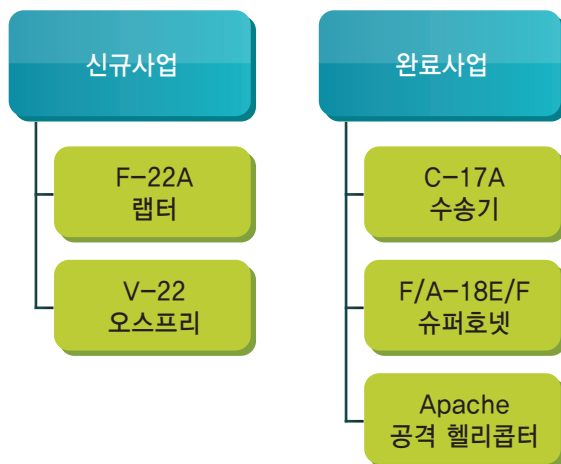 신규사업
F-22A
랩터
V-22
오스프리
완료사업
C-17A
수송기
F/A-18E/F
슈퍼호넷
Apache
공격 헬리콥터